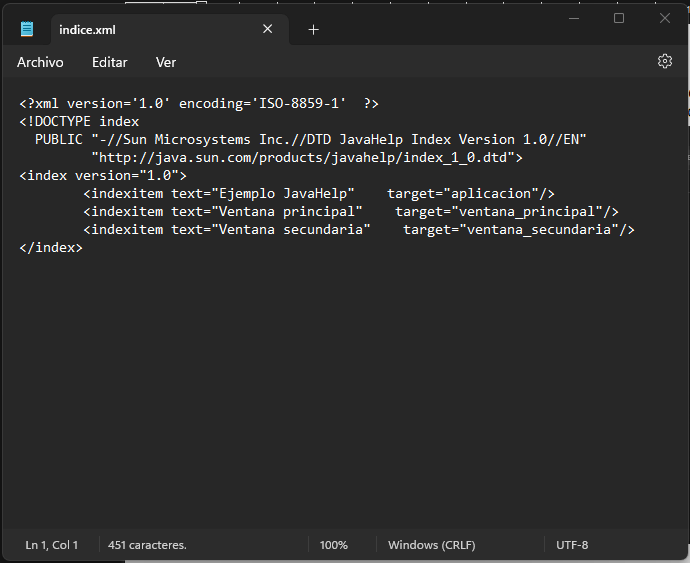 indice.xml
Archivo Editar Ver
<?xml version='1.0' encoding='ISO-8859-1'  ?>
<!DOCTYPE index
  PUBLIC "-//Sun Microsystems Inc.//DTD JavaHelp Index Version 1.0//EN"
         "http://java.sun.com/products/javahelp/index_1_0.dtd">
<index version="1.0">
        <indexitem text="Ejemplo JavaHelp"    target="aplicacion"/>
        <indexitem text="Ventana principal"    target="ventana_principal"/>
        <indexitem text="Ventana secundaria"    target="ventana_secundaria"/>
</index>
Ln 1, Col 1 451 caracteres. 100% Windows (CRLF) UTF-8